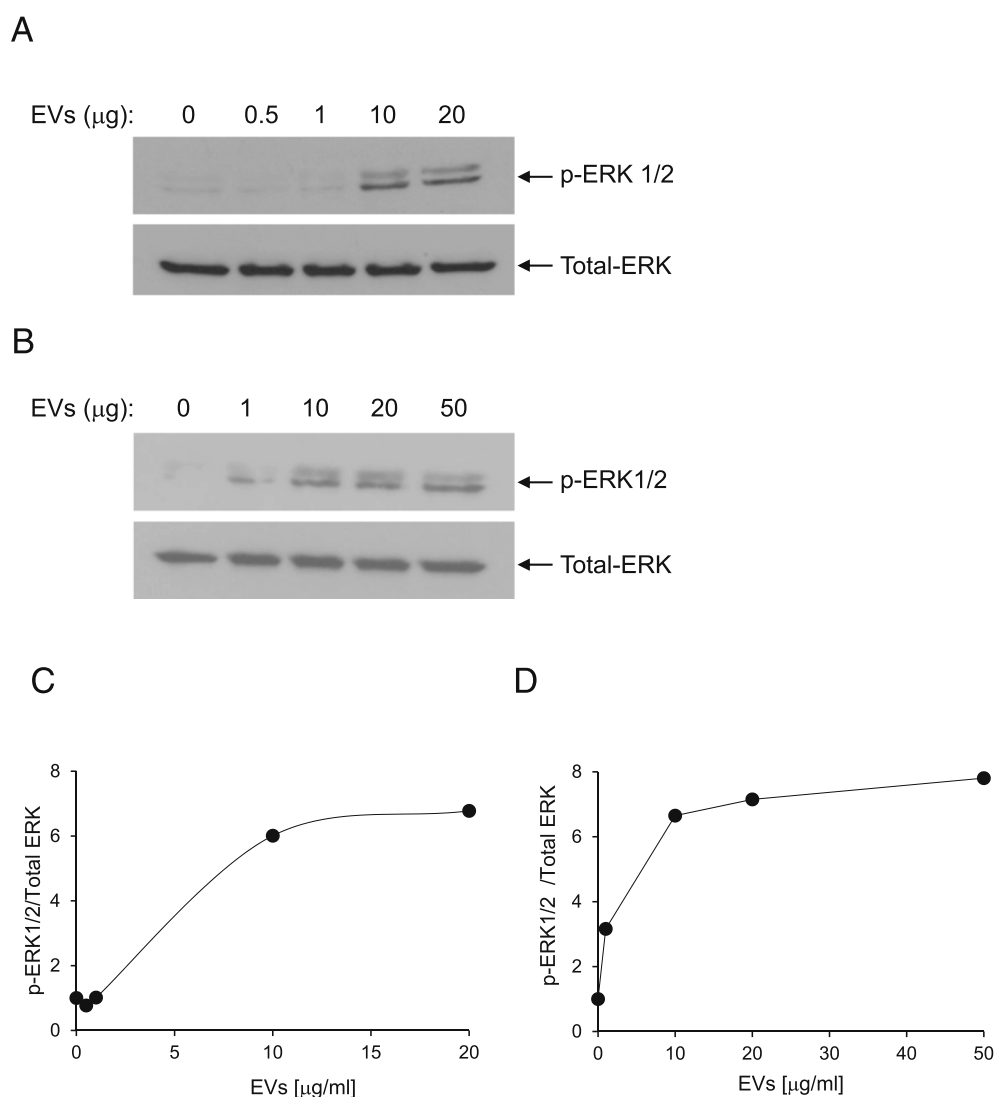 A
EVs (μg): 0 0.5 1 10 20
p-ERK 1/2
Total-ERK
B
EVs (μg): 0 1 10 20 50
p-ERK1/2
Total-ERK
C
p-ERK1/2/Total ERK
8
6
4
2
0
0 5 10 15 20
EVs [μg/ml]
D
p-ERK1/2 /Total ERK
8
6
4
2
0
0 10 20 30 40 50
EVs [μg/ml]